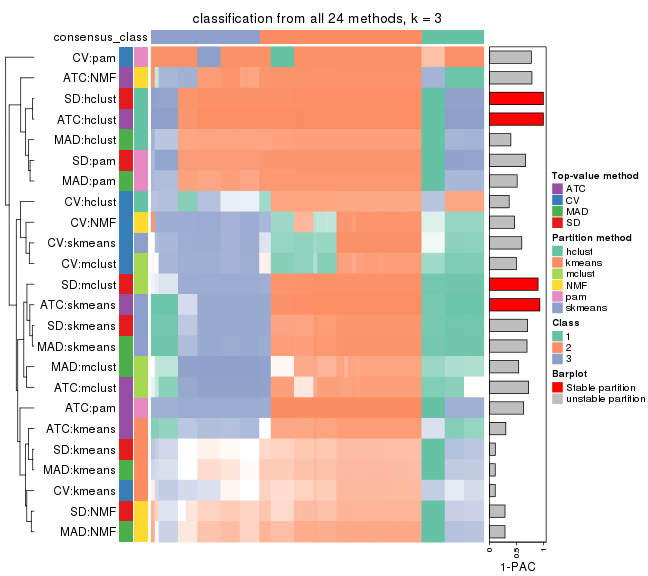 classification from all 24 methods, k = 3
consensus_class
CV:pam
ATC:NMF
SD:hclust
ATC:hclust
MAD:hclust
SD:pam
MAD:pam
CV:hclust
CV:NMF
CV:skmeans
CV:mclust
SD:mclust
ATC:skmeans
SD:skmeans
MAD:skmeans
MAD:mclust
ATC:mclust
ATC:pam
ATC:kmeans
SD:kmeans
MAD:kmeans
CV:kmeans
SD:NMF
MAD:NMF
0
0.5
1
1-PAC
Top-value method
ATC
CV
MAD
SD
Partition method
hclust
kmeans
mclust
NMF
pam
skmeans
Class
1
2
3
Barplot
Stable partition
unstable partition